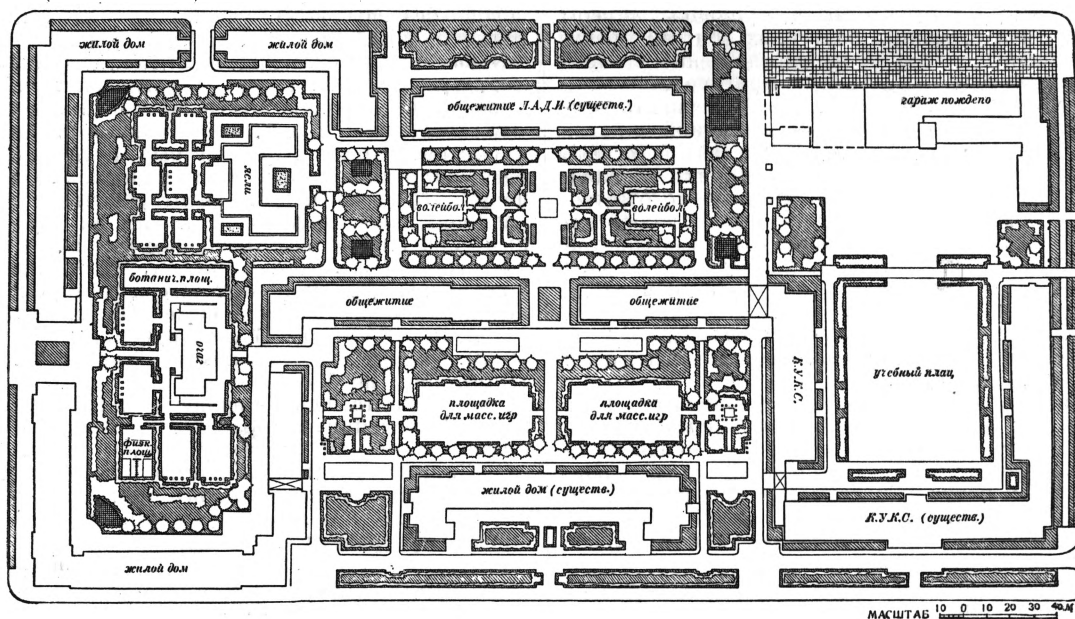 жилой дом
жилой дом
общежитие Л.А.Д.И. (существ.)
гараж пождепо
ясли
волейбол
волейбол
ботанич. площ.
общежитие
общежитие
очаг
К.У.К.С.
учебный плац
площадка
для масс. игр
площадка
для масс. игр
физк.
площ.
жилой дом (существ.)
К.У.К.С. (существ.)
жилой дом
МАСШТАБ 10 0 10 20 30 40 м